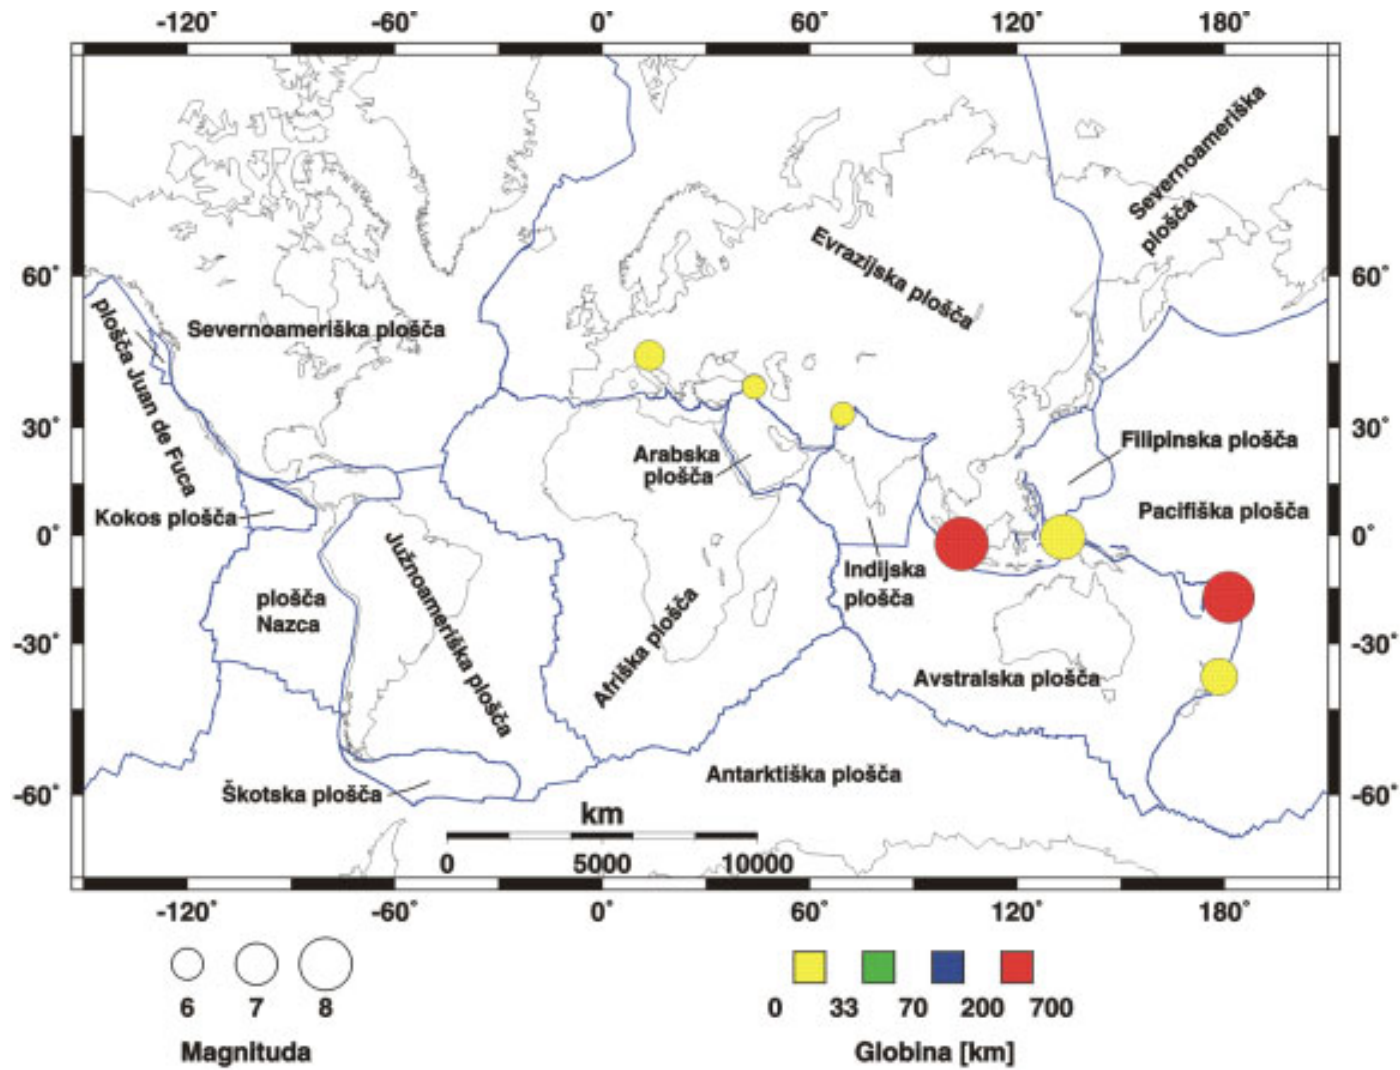 -120° -60° 0° 60° 120° 180°
60° 60°
30° 30°
0° 0°
-30° -30°
-60° -60°
Severnoameriška
plošča
Evrazijska plošča
Severnoameriška plošča
plošča Juan de Fuca
Arabska
plošča
Filipinska plošča
Kokos plošča
Pacifiška plošča
Južnoameriška plošča
Indijska
plošča
plošča
Nazca
Afriška plošča
Avstralska plošča
Antarktiška plošča
Škotska plošča
km
0 5000 10000
-120° -60° 0° 60° 120° 180°
6 7 8
Magnituda
0 33 70 200 700
Globina [km]